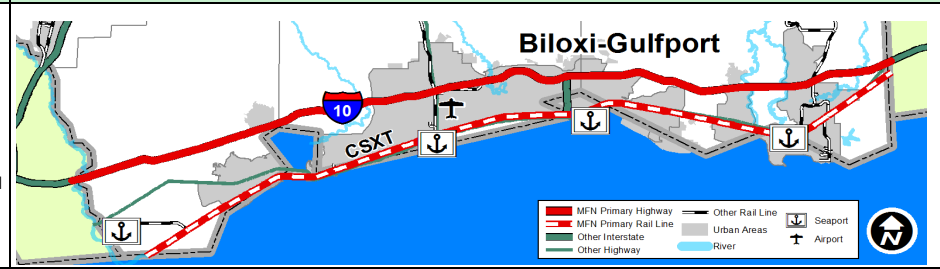 Biloxi-Gulfport
10
CSXT
MFN Primary Highway
MFN Primary Rail Line
Other Interstate
Other Highway
Other Rail Line
Urban Areas
River
Seaport
Airport
N